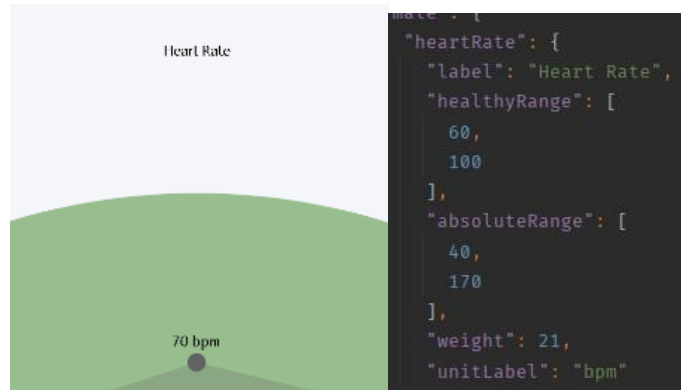 Heart Rate
70 bpm
"heartRate": {
"label": "Heart Rate",
"healthyRange": [
60,
100
],
"absoluteRange": [
40,
170
],
"weight": 21,
"unitLabel": "bpm"